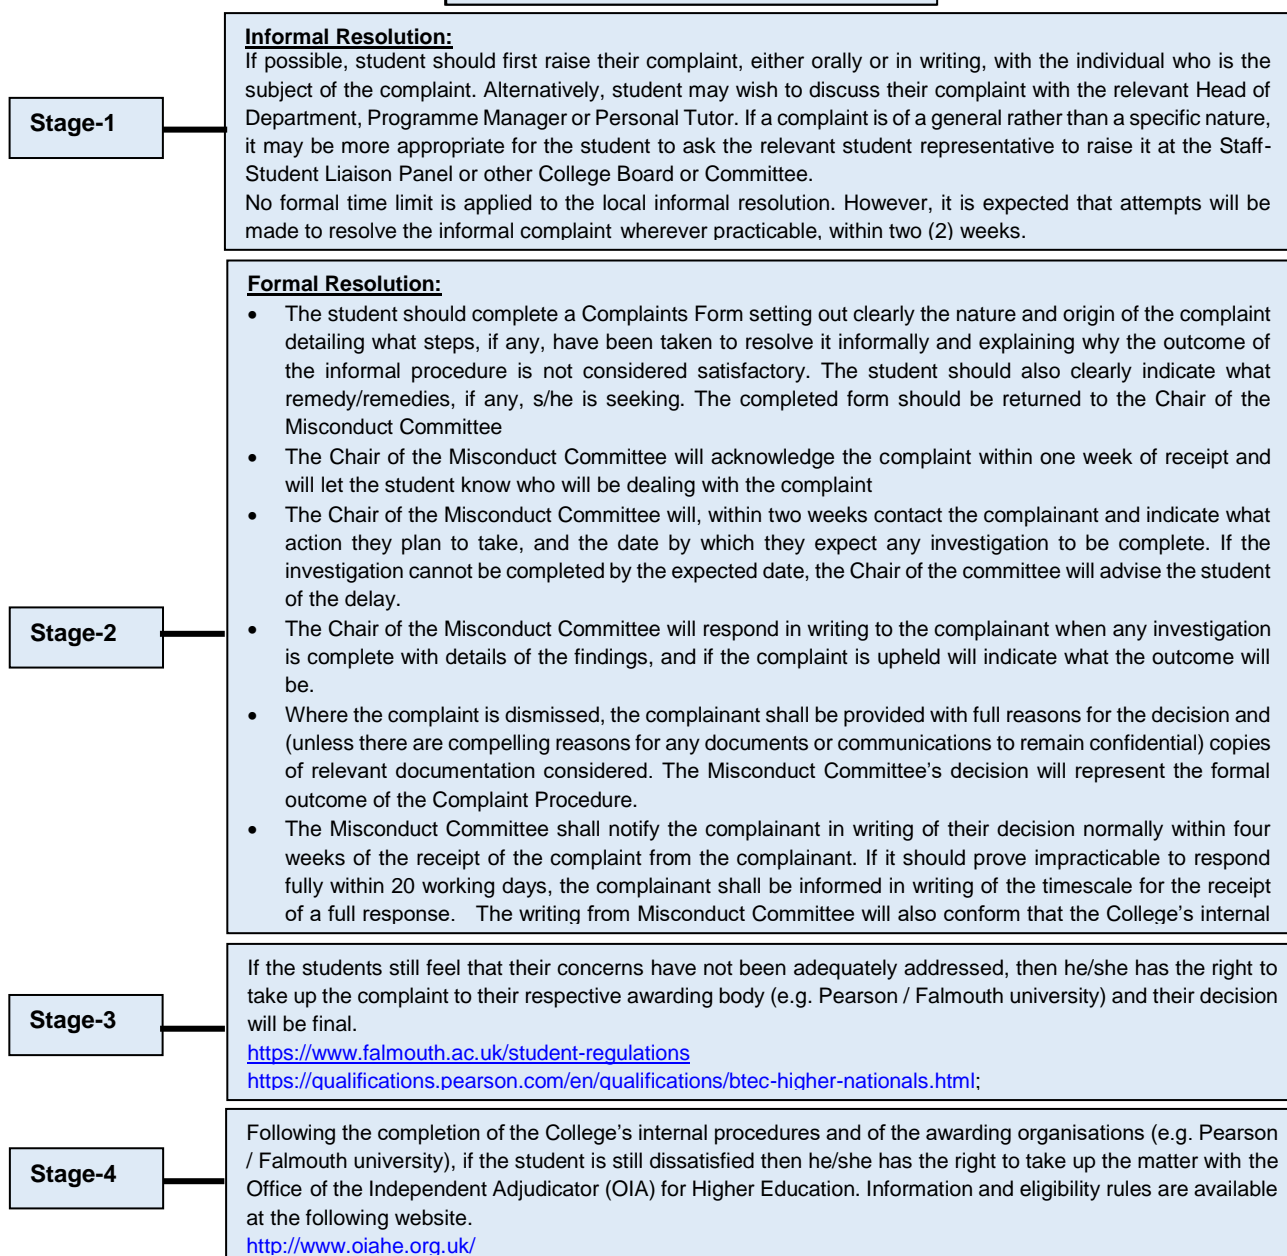 Informal Resolution:
If possible, student should first raise their complaint, either orally or in writing, with the individual who is the
subject of the complaint. Alternatively, student may wish to discuss their complaint with the relevant Head of
Department, Programme Manager or Personal Tutor. If a complaint is of a general rather than a specific nature,
it may be more appropriate for the student to ask the relevant student representative to raise it at the Staff-
Student Liaison Panel or other College Board or Committee.
No formal time limit is applied to the local informal resolution. However, it is expected that attempts will be
made to resolve the informal complaint wherever practicable, within two (2) weeks.
Stage-1
Formal Resolution:
• The student should complete a Complaints Form setting out clearly the nature and origin of the complaint
detailing what steps, if any, have been taken to resolve it informally and explaining why the outcome of
the informal procedure is not considered satisfactory. The student should also clearly indicate what
remedy/remedies, if any, s/he is seeking. The completed form should be returned to the Chair of the
Misconduct Committee
• The Chair of the Misconduct Committee will acknowledge the complaint within one week of receipt and
will let the student know who will be dealing with the complaint
• The Chair of the Misconduct Committee will, within two weeks contact the complainant and indicate what
action they plan to take, and the date by which they expect any investigation to be complete. If the
investigation cannot be completed by the expected date, the Chair of the committee will advise the student
of the delay.
• The Chair of the Misconduct Committee will respond in writing to the complainant when any investigation
is complete with details of the findings, and if the complaint is upheld will indicate what the outcome will
be.
• Where the complaint is dismissed, the complainant shall be provided with full reasons for the decision and
(unless there are compelling reasons for any documents or communications to remain confidential) copies
of relevant documentation considered. The Misconduct Committee's decision will represent the formal
outcome of the Complaint Procedure.
• The Misconduct Committee shall notify the complainant in writing of their decision normally within four
weeks of the receipt of the complaint from the complainant. If it should prove impracticable to respond
fully within 20 working days, the complainant shall be informed in writing of the timescale for the receipt
of a full response. The writing from Misconduct Committee will also conform that the College's internal
Stage-2
If the students still feel that their concerns have not been adequately addressed, then he/she has the right to
take up the complaint to their respective awarding body (e.g. Pearson / Falmouth university) and their decision
will be final.
https://www.falmouth.ac.uk/student-regulations
https://qualifications.pearson.com/en/qualifications/btec-higher-nationals.html;
Stage-3
Following the completion of the College's internal procedures and of the awarding organisations (e.g. Pearson
/ Falmouth university), if the student is still dissatisfied then he/she has the right to take up the matter with the
Office of the Independent Adjudicator (OIA) for Higher Education. Information and eligibility rules are available
at the following website.
http://www.oiahe.org.uk/
Stage-4